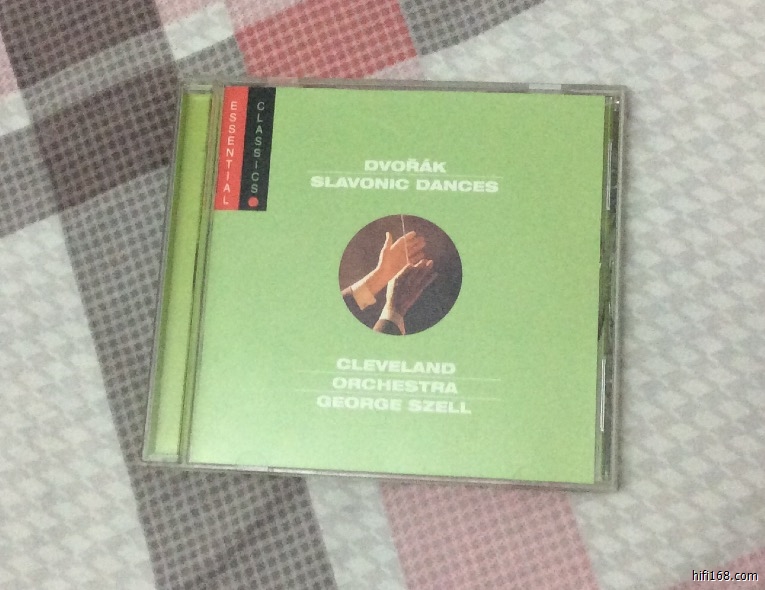 ESSENTIAL
CLASSICS
DVOŘÁK
SLAVONIC DANCES
CLEVELAND
ORCHESTRA
GEORGE SZELL
hifi168.com